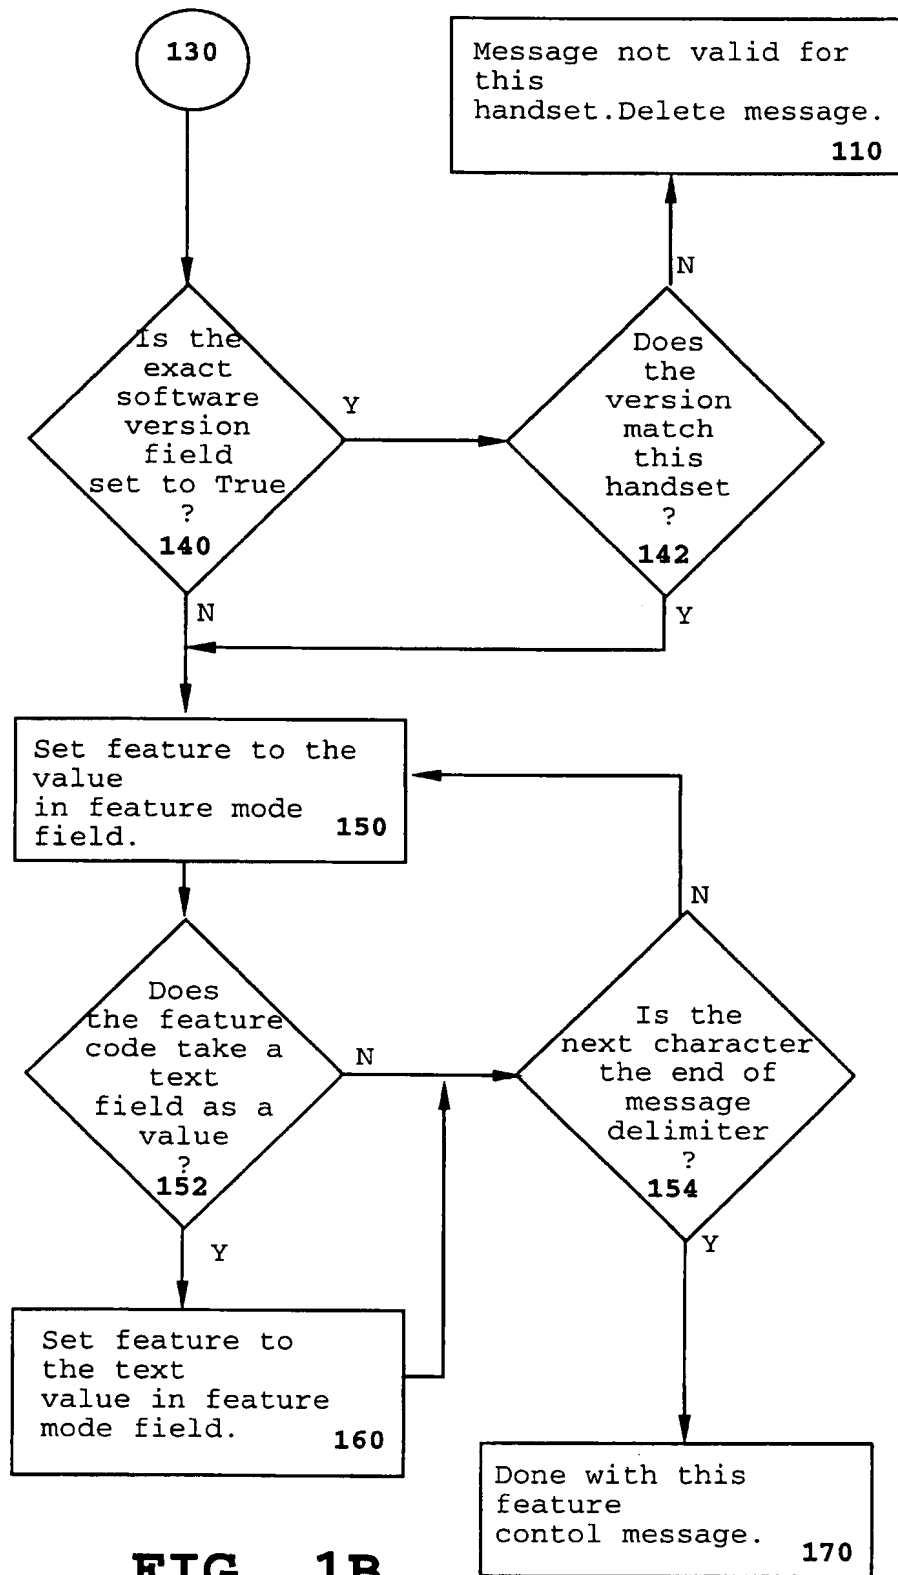 130
Message not valid for
this
handset.Delete message.
110
Is the
exact
software
version
field
set to True
?
140
Y
N
Does
the
version
match
this
handset
?
142
N
Y
Set feature to the
value
in feature mode
field.
150
Does
the feature
code take a
text
field as a
value
?
152
N
Y
Is the
next character
the end of
message
delimiter
?
154
N
Y
Set feature to
the text
value in feature
mode field.
160
Done with this
feature
contol message.
170
FIG. 1B